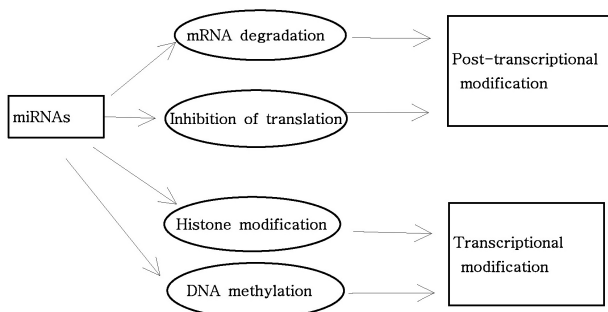 mRNA degradation
Post-transcriptional
modification
miRNAs
Inhibition of translation
Histone modification
Transcriptional
modification
DNA methylation